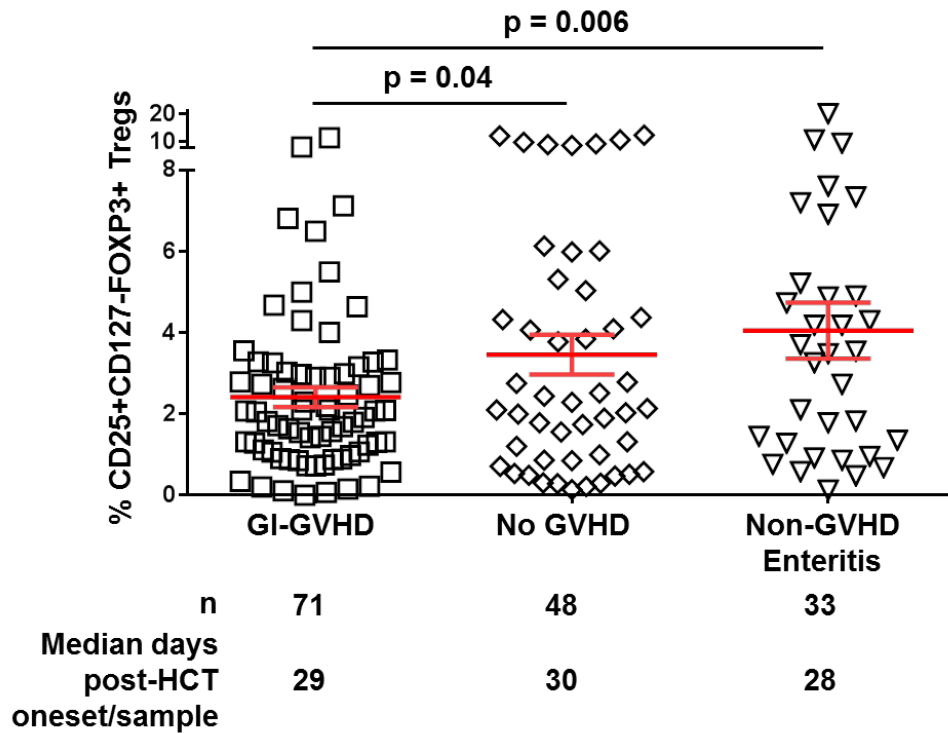 p = 0.006
p = 0.04
% CD25+CD127-FOXP3+ Tregs
20
10
8
6
4
2
0
GI-GVHD No GVHD Non-GVHD
Enteritis
n 71 48 33
Median days
post-HCT 29 30 28
oneset/sample